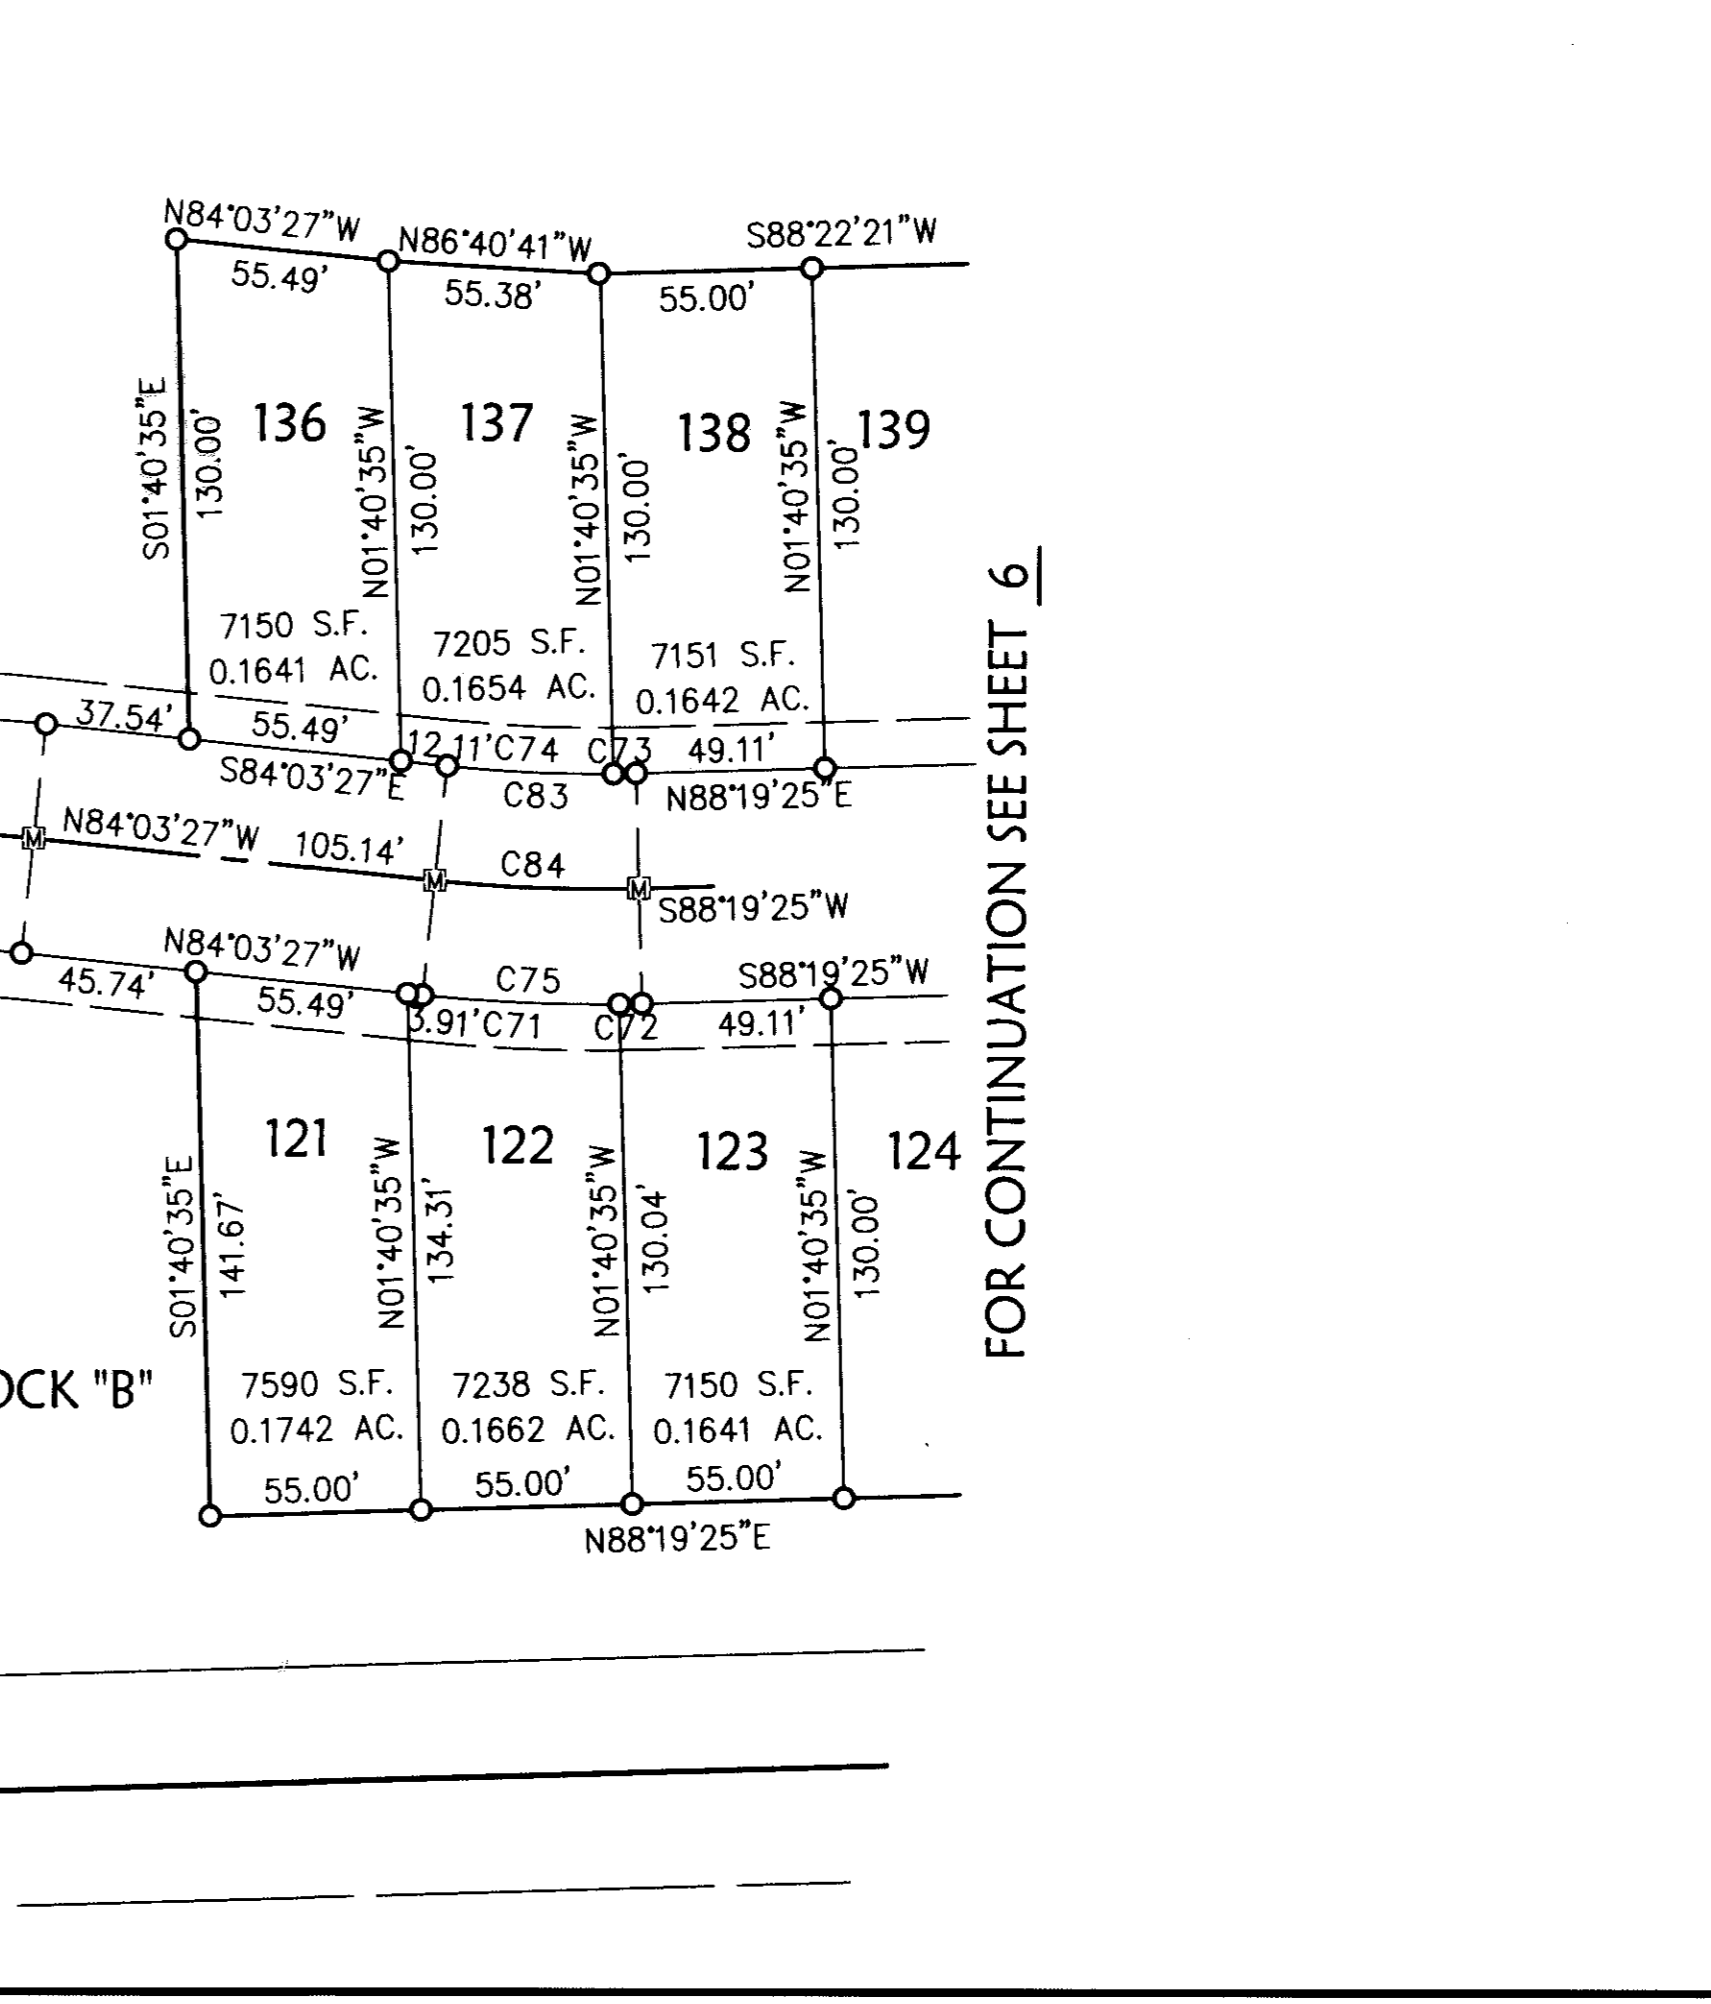 N84°03'27"W
N86°40'41"W
S88°22'21"W
55.49'
55.38'
55.00'
S01°40'35"E
130.00'
136
N01°40'35"W
130.00'
137
N01°40'35"W
130.00'
138
N01°40'35"W
130.00'
139
7150 S.F.
0.1641 AC.
7205 S.F.
0.1654 AC.
7151 S.F.
0.1642 AC.
37.54'
55.49'
12.11'
C74
C73
49.11'
S84°03'27"E
C83
N88°19'25"E
M
N84°03'27"W
105.14'
M
C84
M
S88°19'25"W
N84°03'27"W
45.74'
55.49'
C75
S88°19'25"W
3.91'
C71
C72
49.11'
FOR CONTINUATION SEE SHEET 6
S01°40'35"E
141.67'
121
N01°40'35"W
134.31'
122
N01°40'35"W
130.04'
123
N01°40'35"W
130.00'
124
OCK "B"
7590 S.F.
0.1742 AC.
7238 S.F.
0.1662 AC.
7150 S.F.
0.1641 AC.
55.00'
55.00'
55.00'
N88°19'25"E